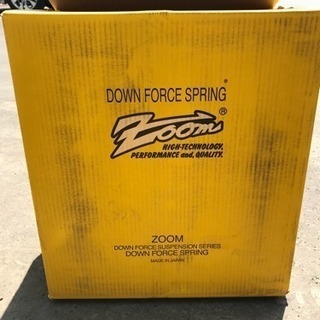 DOWN FORCE SPRING®
Zoom®
HIGH-TECHNOLOGY,
PERFORMANCE and, QUALITY.
ZOOM
DOWN FORCE SUSPENSION SERIES
DOWN FORCE SPRING
MADE IN JAPAN